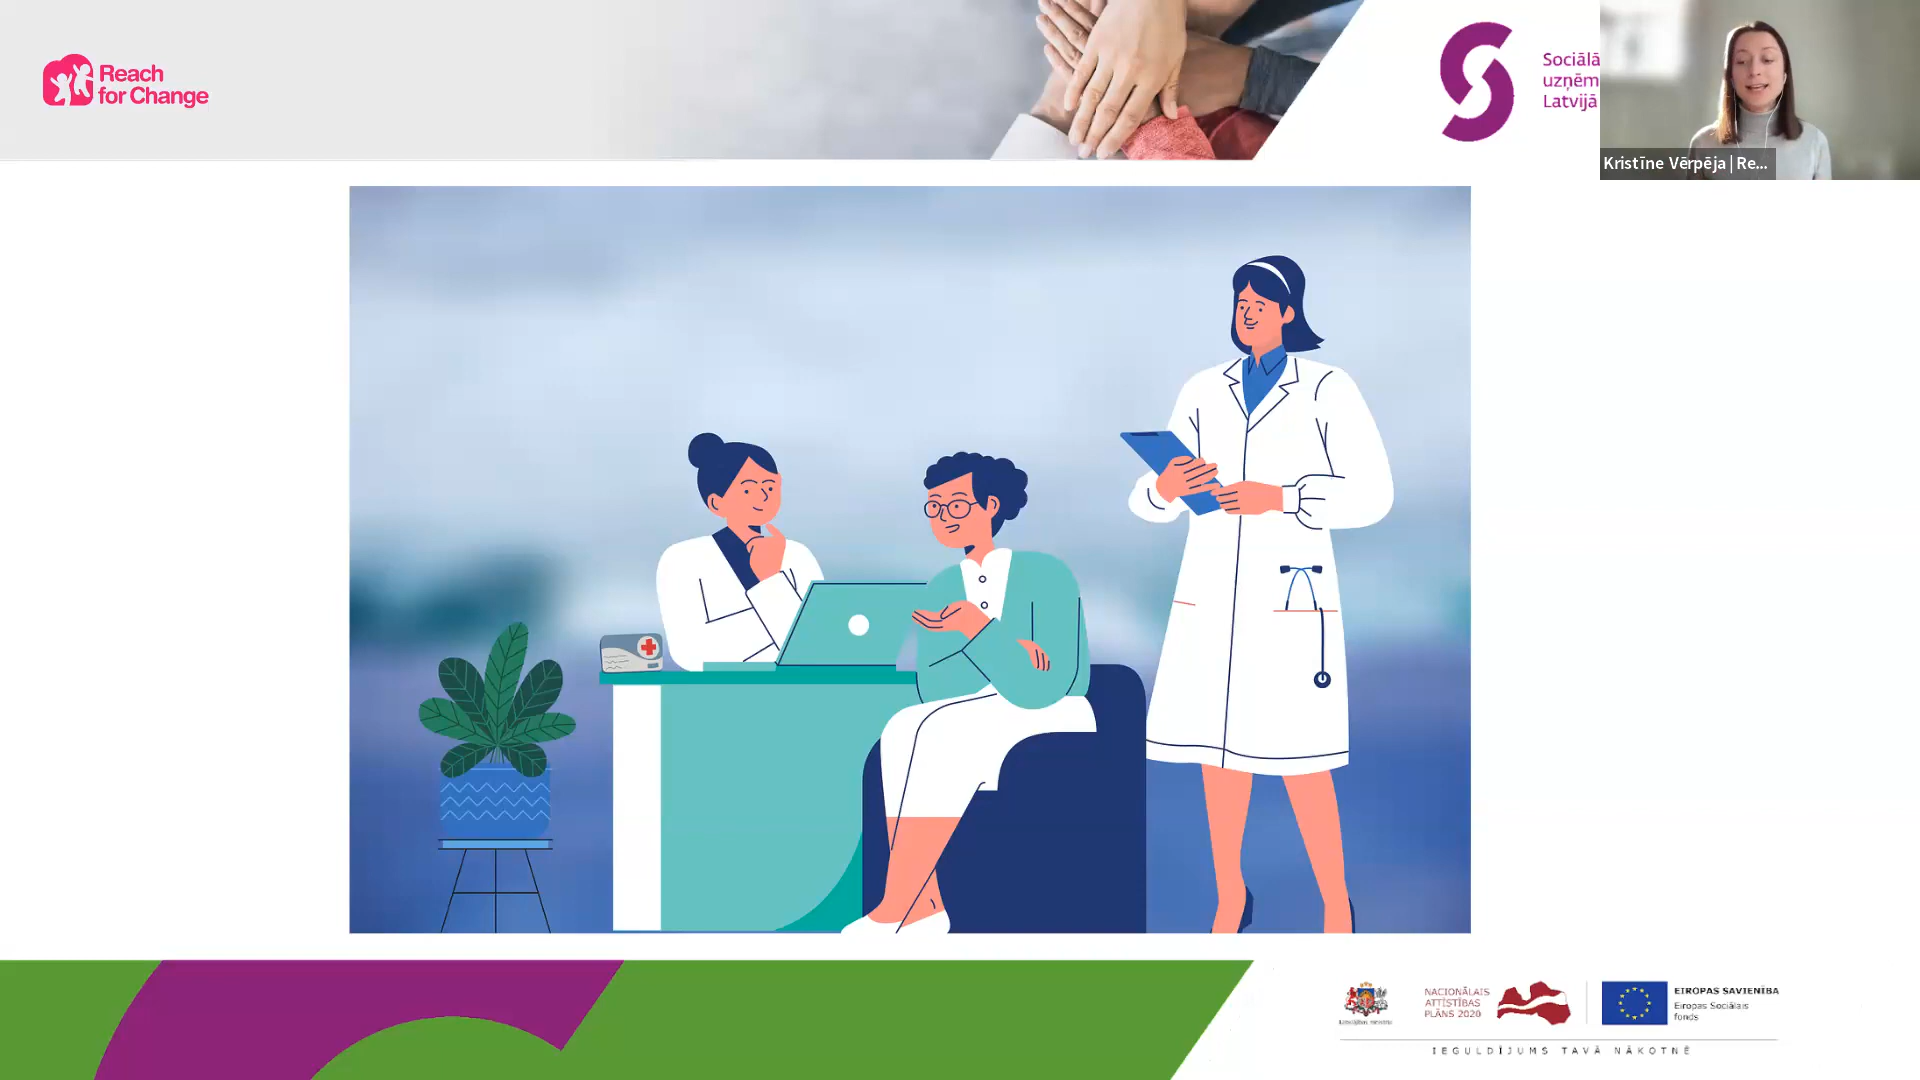 Reach
for Change
Sociālā
uzņēm
Latvijā
Kristīne Vērpēja | Re...
NACIONĀLAIS
ATTĪSTĪBAS
PLĀNS 2020
EIROPAS SAVIENĪBA
Eiropas Sociālais
fonds
IEGULDĪJUMS TAVĀ NĀKOTNĒ